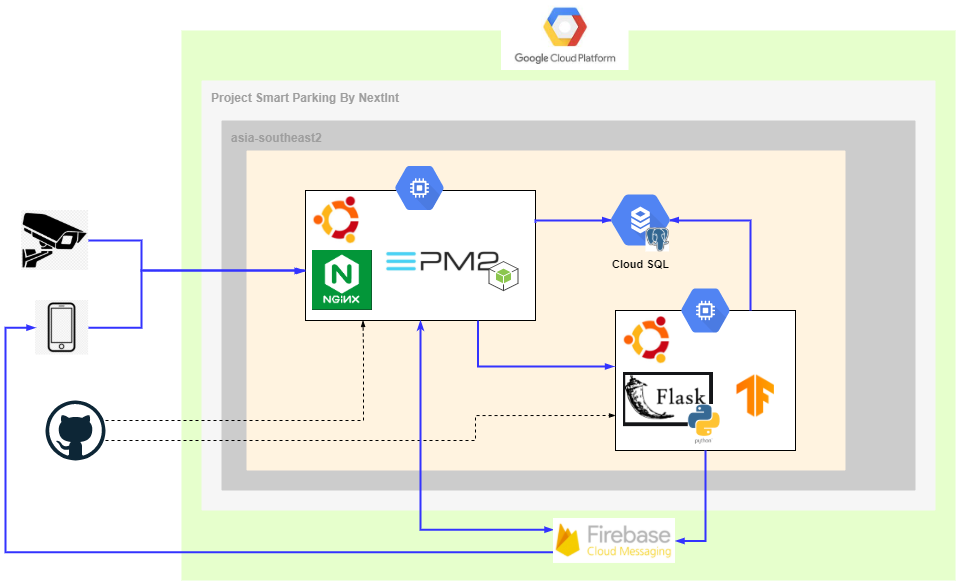 Google Cloud Platform
Project Smart Parking By NextInt
asia-southeast2
PM2
NGiNX
Cloud SQL
Flask
python
Firebase
Cloud Messaging